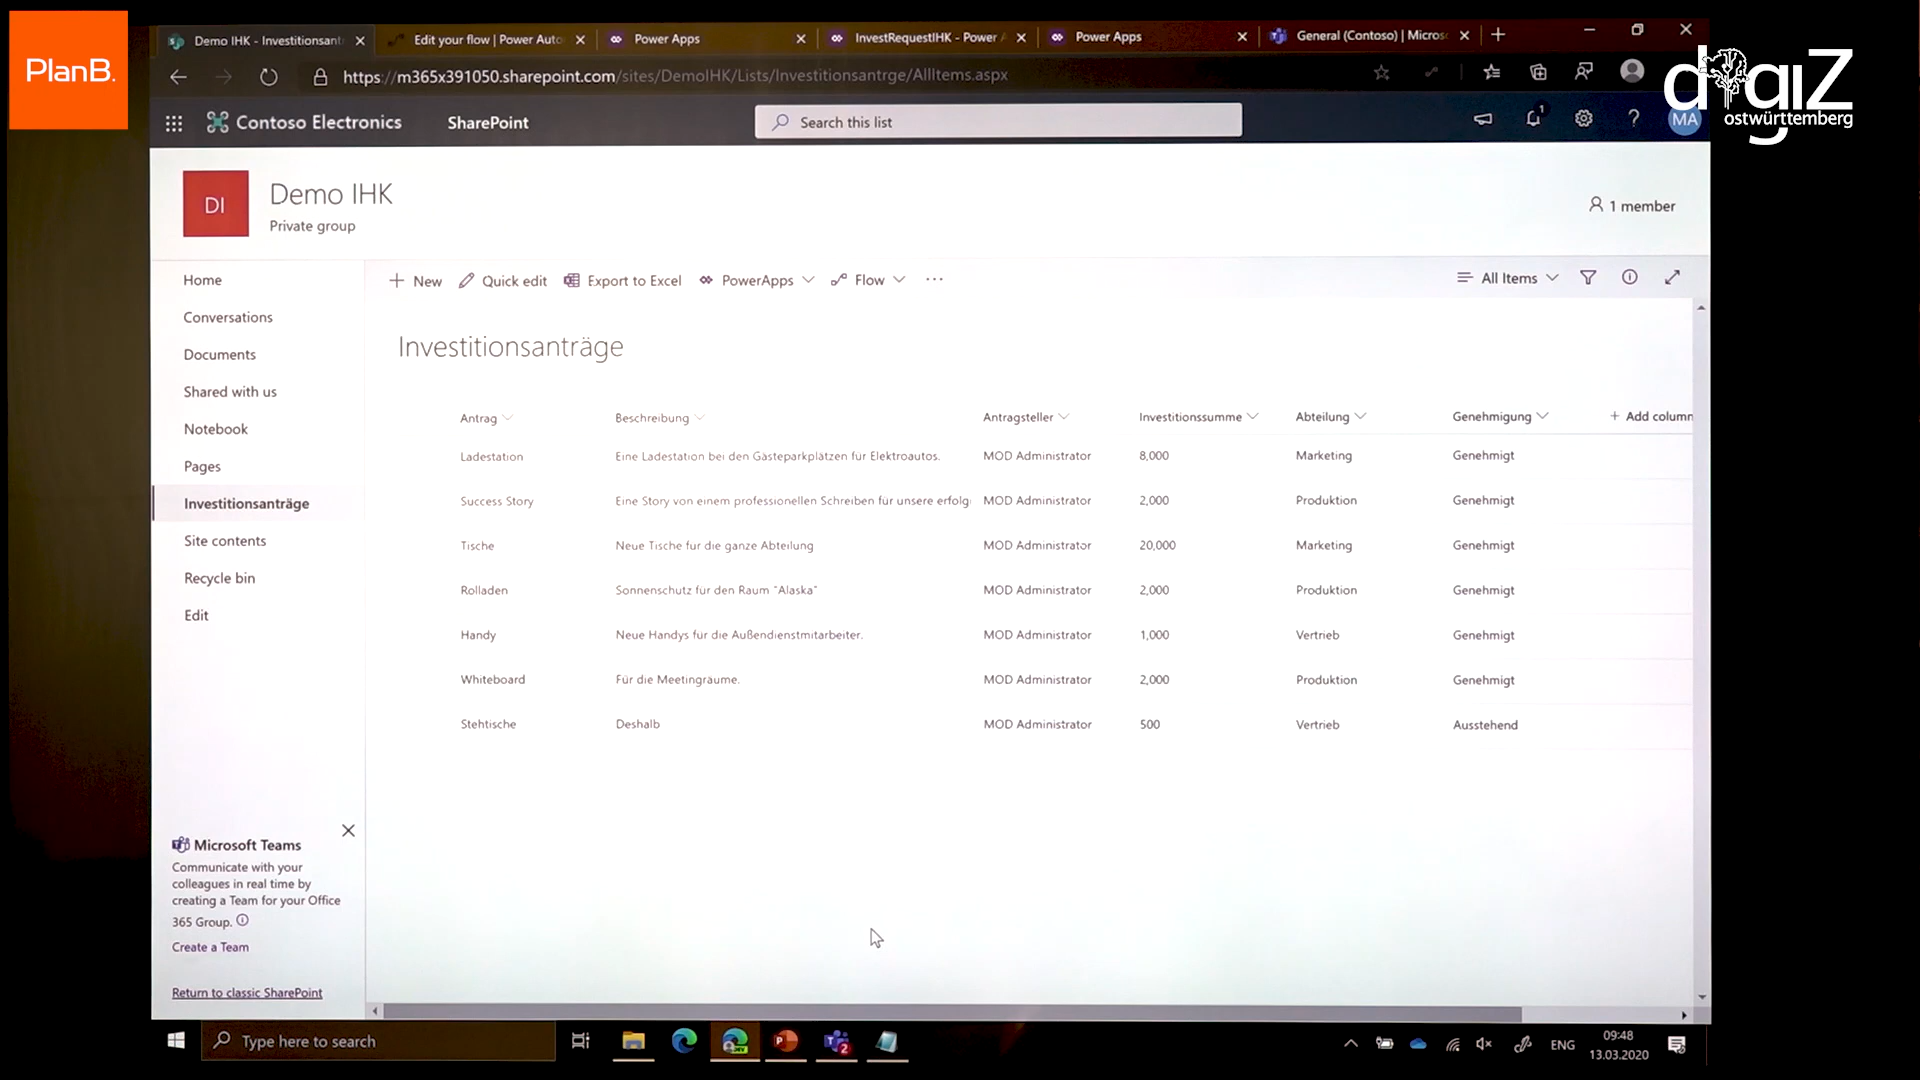 PlanB.
digiZ
ostwürttemberg
Demo IHK - Investitionsant
Edit your flow | Power Auto
Power Apps
InvestRequestIHK - Power A
Power Apps
General (Contoso) | Micros
https://m365x391050.sharepoint.com/sites/DemoIHK/Lists/Investitionsantrge/AllItems.aspx
Contoso Electronics
SharePoint
Search this list
1
?
MA
DI
Demo IHK
Private group
1 member
Home
Conversations
Documents
Shared with us
Notebook
Pages
Investitionsanträge
Site contents
Recycle bin
Edit
+ New
Quick edit
Export to Excel
PowerApps
Flow
...
All Items
Investitionsanträge
Antrag Beschreibung Antragsteller Investitionssumme Abteilung Genehmigung + Add column
Ladestation Eine Ladestation bei den Gästeparkplätzen für Elektroautos. MOD Administrator 8,000 Marketing Genehmigt
Success Story Eine Story von einem professionellen Schreiben für unsere erfolg MOD Administrator 2,000 Produktion Genehmigt
Tische Neue Tische für die ganze Abteilung MOD Administrator 20,000 Marketing Genehmigt
Rolladen Sonnenschutz für den Raum "Alaska" MOD Administrator 2,000 Produktion Genehmigt
Handy Neue Handys für die Außendienstmitarbeiter. MOD Administrator 1,000 Vertrieb Genehmigt
Whiteboard Für die Meetingräume. MOD Administrator 2,000 Produktion Genehmigt
Stehtische Deshalb MOD Administrator 500 Vertrieb Ausstehend
Microsoft Teams
Communicate with your
colleagues in real time by
creating a Team for your Office
365 Group.
Create a Team
Return to classic SharePoint
Type here to search
2
ENG
09:48
13.03.2020